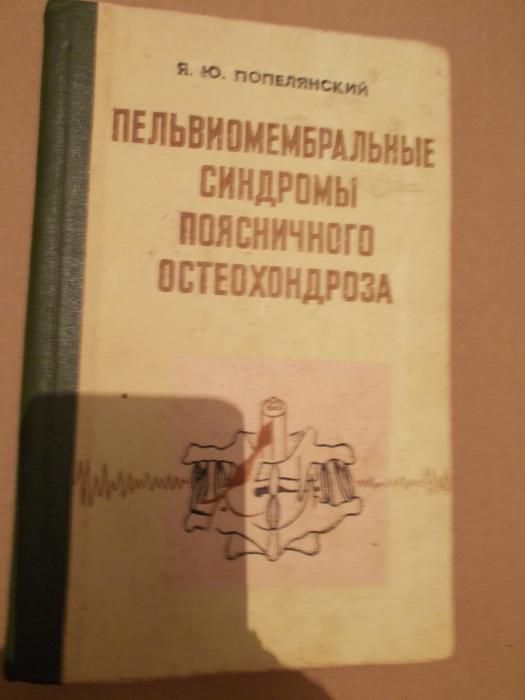 Я. Ю. ПОПЕЛЯНСКИЙ
ПЕЛЬВИОМЕМБРАЛЬНЫЕ
СИНДРОМЫ
ПОЯСНИЧНОГО
ОСТЕОХОНДРОЗА